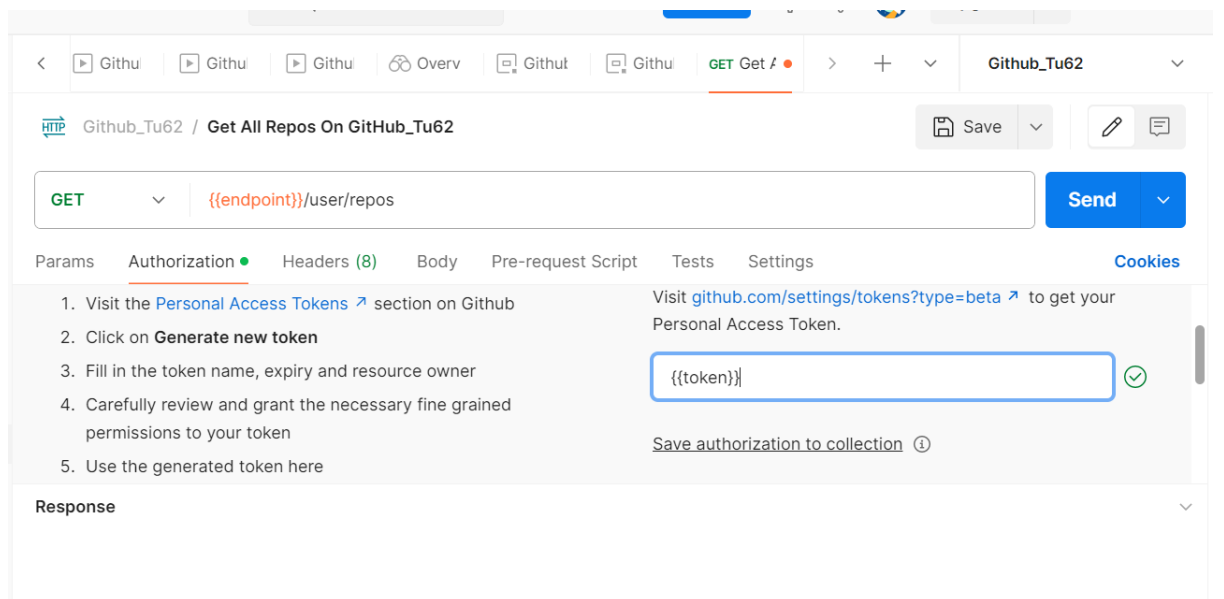 Githu
Githu
Githu
Overv
Github
Githu
GET Get A
Github_Tu62
HTTP Github_Tu62 / Get All Repos On GitHub_Tu62
Save
GET {{endpoint}}/user/repos
Send
Params Authorization Headers (8) Body Pre-request Script Tests Settings Cookies
1. Visit the Personal Access Tokens ↗ section on Github
2. Click on Generate new token
3. Fill in the token name, expiry and resource owner
4. Carefully review and grant the necessary fine grained
permissions to your token
5. Use the generated token here
Visit github.com/settings/tokens?type=beta ↗ to get your
Personal Access Token.
{{token}}
Save authorization to collection
Response